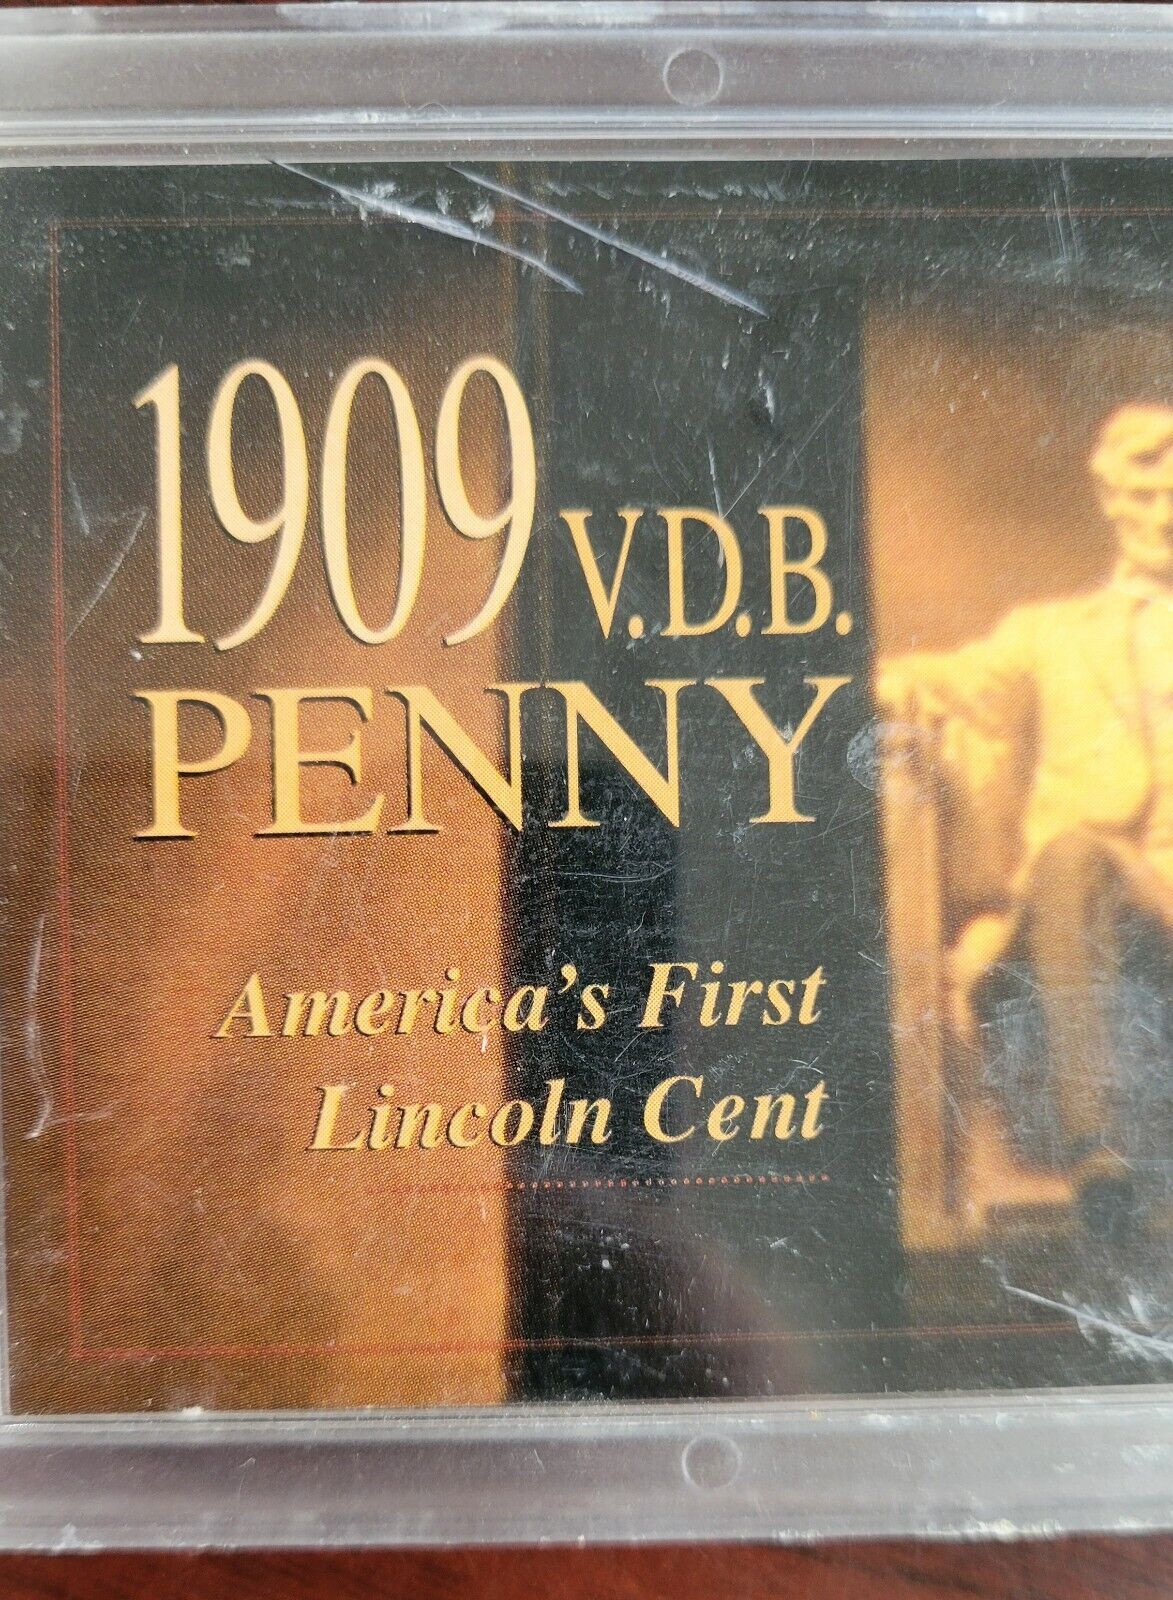 1909 V.D.B.
PENNY
America's First
Lincoln Cent